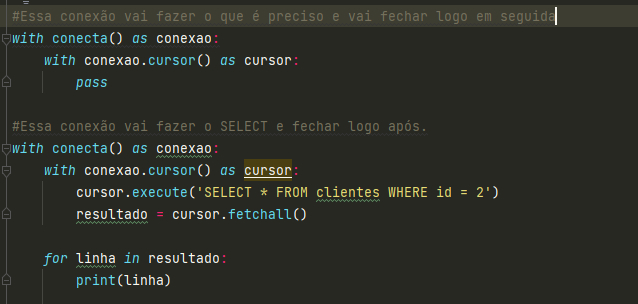 #Essa conexão vai fazer o que é preciso e vai fechar logo em seguida
with conecta() as conexao:
    with conexao.cursor() as cursor:
        pass

#Essa conexão vai fazer o SELECT e fechar logo após.
with conecta() as conexao:
    with conexao.cursor() as cursor:
        cursor.execute('SELECT * FROM clientes WHERE id = 2')
        resultado = cursor.fetchall()

    for linha in resultado:
        print(linha)